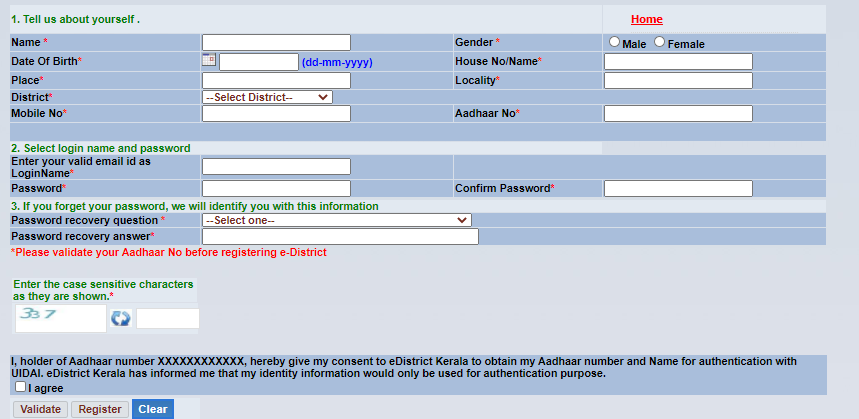 1. Tell us about yourself . Home
Name * Gender * Male Female
Date Of Birth* (dd-mm-yyyy) House No/Name*
Place* Locality*
District* --Select District--
Mobile No* Aadhaar No*
2. Select login name and password
Enter your valid email id as
LoginName*
Password* Confirm Password*
3. If you forget your password, we will identify you with this information
Password recovery question * --Select one--
Password recovery answer*
*Please validate your Aadhaar No before registering e-District
Enter the case sensitive characters
as they are shown.*
337
I, holder of Aadhaar number XXXXXXXXXXXX, hereby give my consent to eDistrict Kerala to obtain my Aadhaar number and Name for authentication with
UIDAI. eDistrict Kerala has informed me that my identity information would only be used for authentication purpose.
I agree
Validate Register Clear